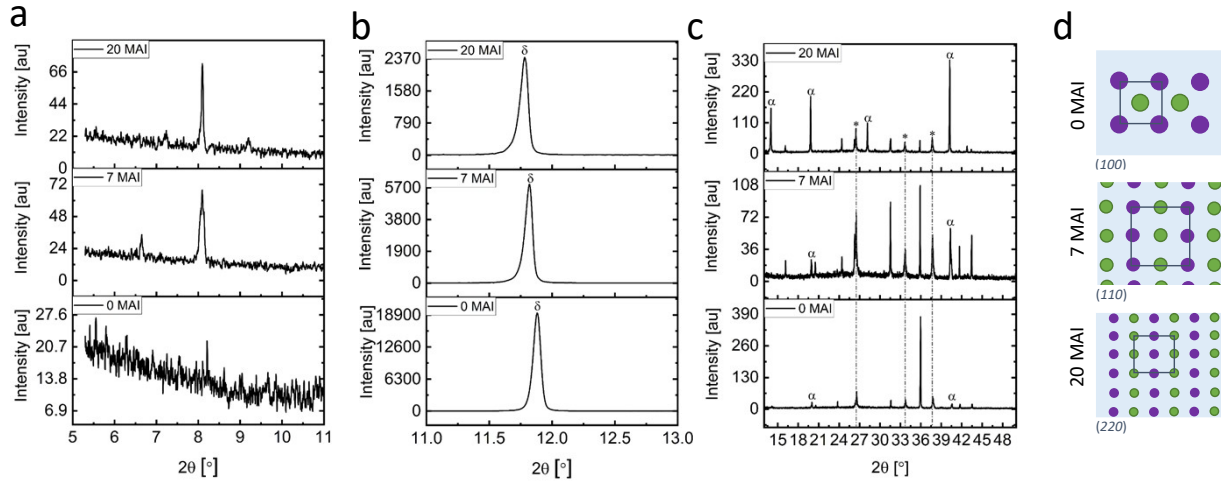 a
20 MAI
Intensity [au]
66
44
22
0
7 MAI
Intensity [au]
72
48
24
0
0 MAI
Intensity [au]
27.6
20.7
13.8
6.9
5 6 7 8 9 10 11
2θ [°]
b
20 MAI
δ
Intensity [au]
2370
1580
790
0
7 MAI
δ
Intensity [au]
5700
3800
1900
0
0 MAI
δ
Intensity [au]
18900
12600
6300
0
11.0 11.5 12.0 12.5 13.0
2θ [°]
c
20 MAI
α α * α * * α
Intensity [au]
330
220
110
0
7 MAI
α α
Intensity [au]
108
72
36
0
0 MAI
α α
Intensity [au]
390
260
130
0
15 18 21 24 27 30 33 36 39 42 45 48
2θ [°]
d
0 MAI
(100)
7 MAI
(110)
20 MAI
(220)